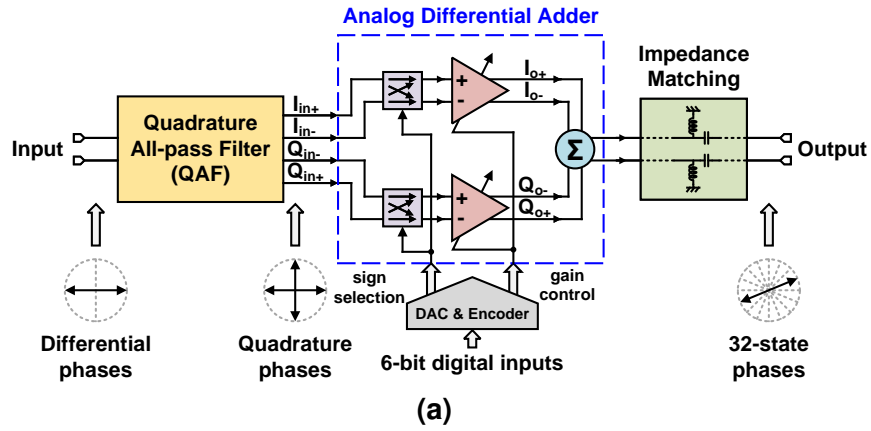 Analog Differential Adder
Input
Quadrature
All-pass Filter
(QAF)
Iin+
Iin-
Qin-
Qin+
+
-
+
-
Io+
Io-
Qo-
Qo+
Σ
Impedance
Matching
Output
sign
selection
gain
control
DAC & Encoder
6-bit digital inputs
Differential
phases
Quadrature
phases
32-state
phases
(a)